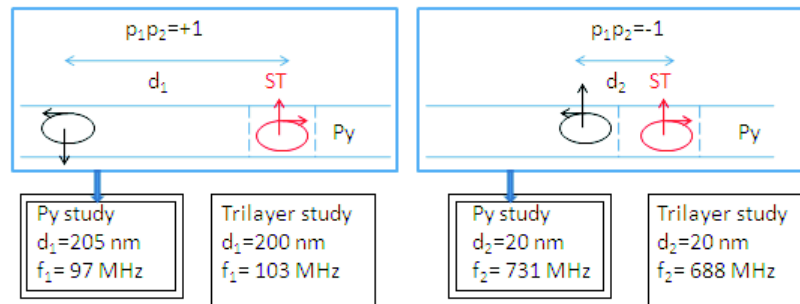 p₁p₂=+1
d₁
ST
Py
Py study
d₁=205 nm
f₁= 97 MHz
Trilayer study
d₁=200 nm
f₁= 103 MHz
p₁p₂=-1
d₂
ST
Py
Py study
d₂=20 nm
f₂= 731 MHz
Trilayer study
d₂=20 nm
f₂= 688 MHz